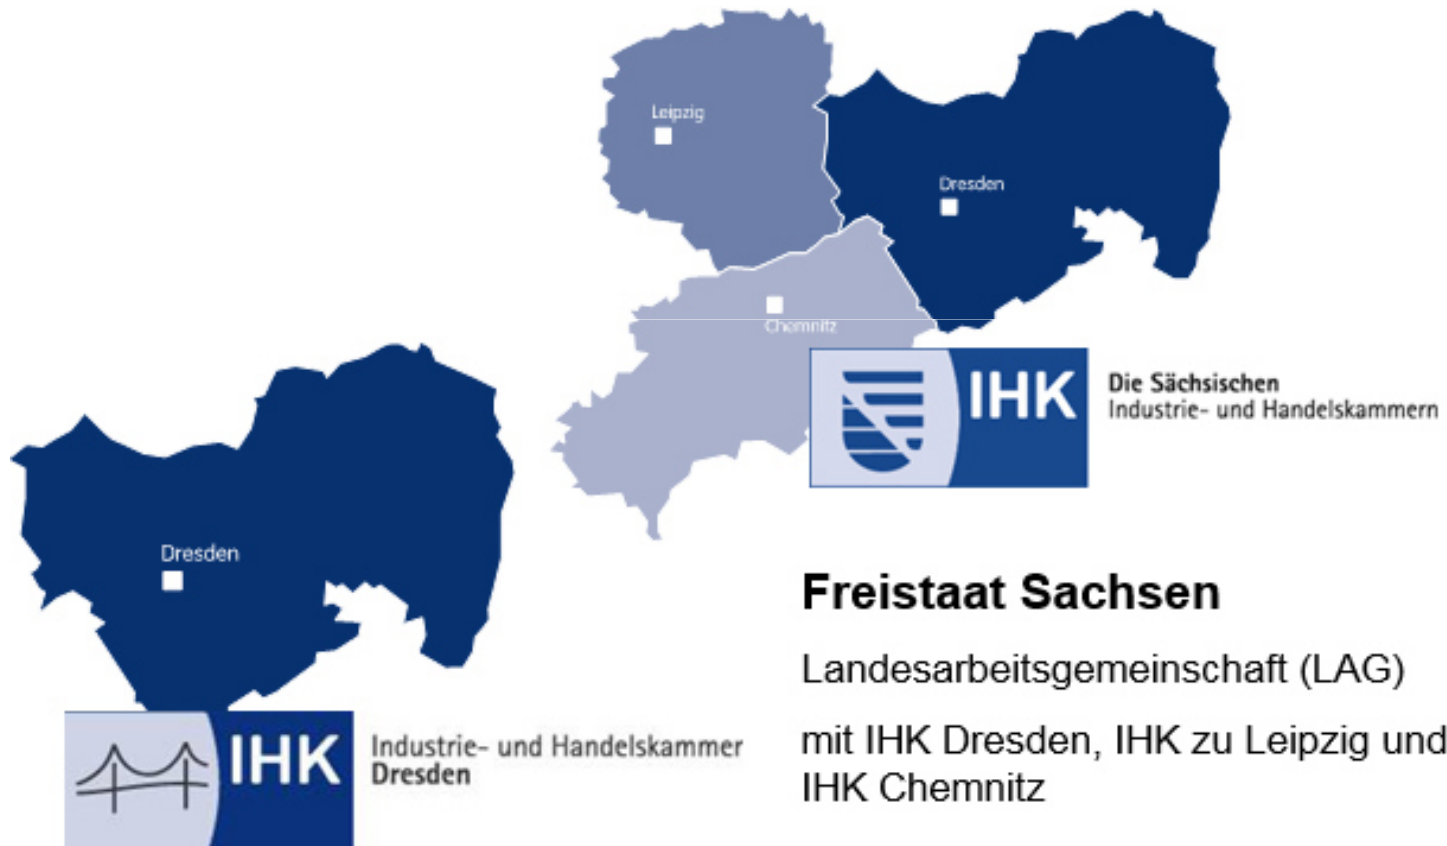 Leipzig
Dresden
Chemnitz
IHK
Die Sächsischen
Industrie- und Handelskammern
Dresden
IHK
Industrie- und Handelskammer
Dresden
Freistaat Sachsen
Landesarbeitsgemeinschaft (LAG)
mit IHK Dresden, IHK zu Leipzig und
IHK Chemnitz